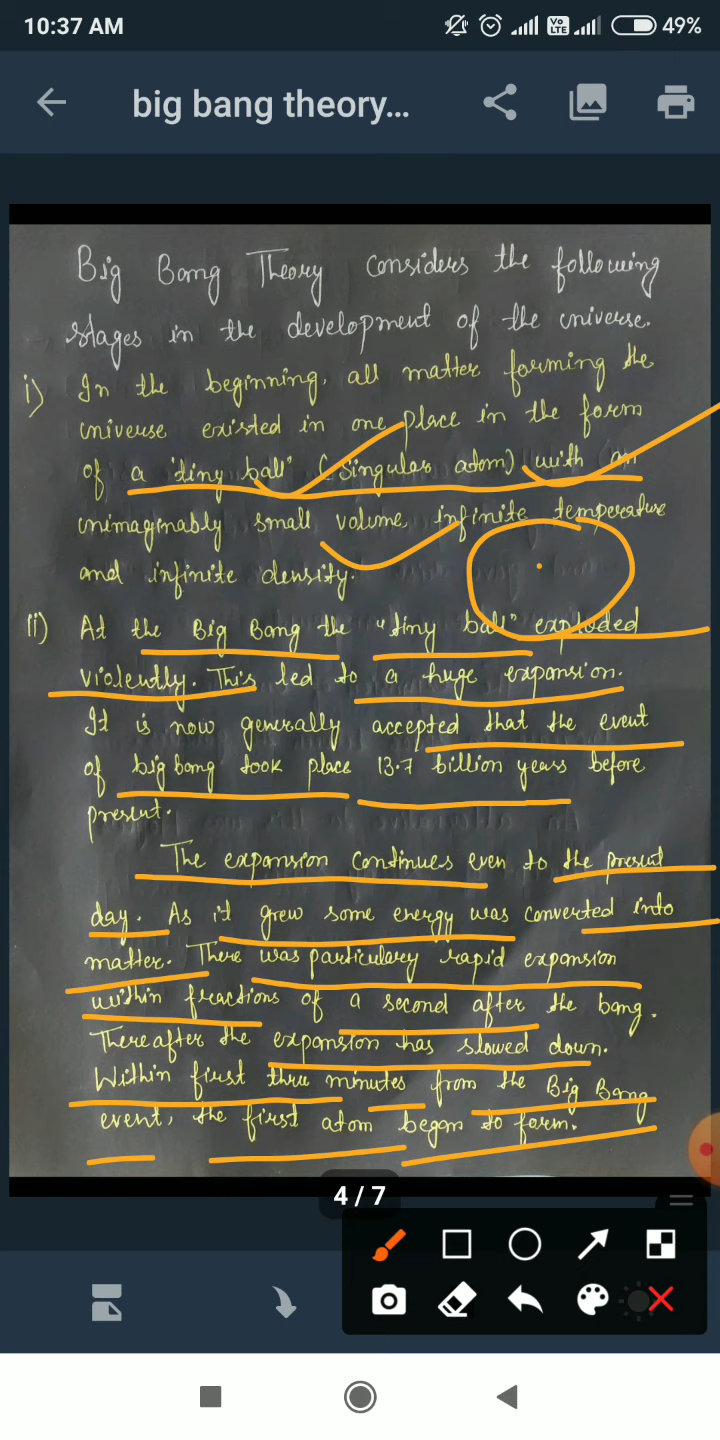 10:37 AM
Vo LTE
49%
big bang theory...
Big Bang Theory considers the following
stages in the development of the universe.
i) In the beginning, all matter forming the
universe existed in one place in the form
of a "tiny ball" (Singular atom) with an
unimaginably small volume, infinite temperature
and infinite density.
(ii) At the Big Bang the "tiny ball" exploded
violently. This led to a huge expansion.
It is now generally accepted that the event
of big bang took place 13.7 billion years before
present.
The expansion continues even to the present
day. As it grew some energy was converted into
matter. There was particulary rapid expansion
within fractions of a second after the bang.
Thereafter the expansion has slowed down.
Within first three minutes from the Big Bang
event, the first atom began to form.
4 / 7